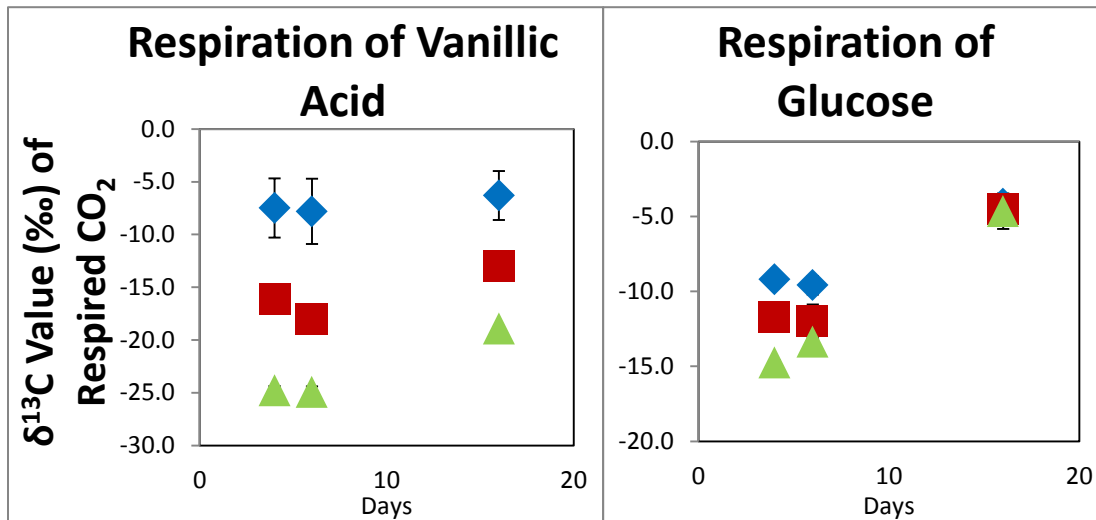 Respiration of Vanillic
Acid
δ¹³C Value (‰) of
Respired CO₂
0.0
-5.0
-10.0
-15.0
-20.0
-25.0
-30.0
0 10 20
Days
Respiration of
Glucose
0.0
-5.0
-10.0
-15.0
-20.0
0 10 20
Days